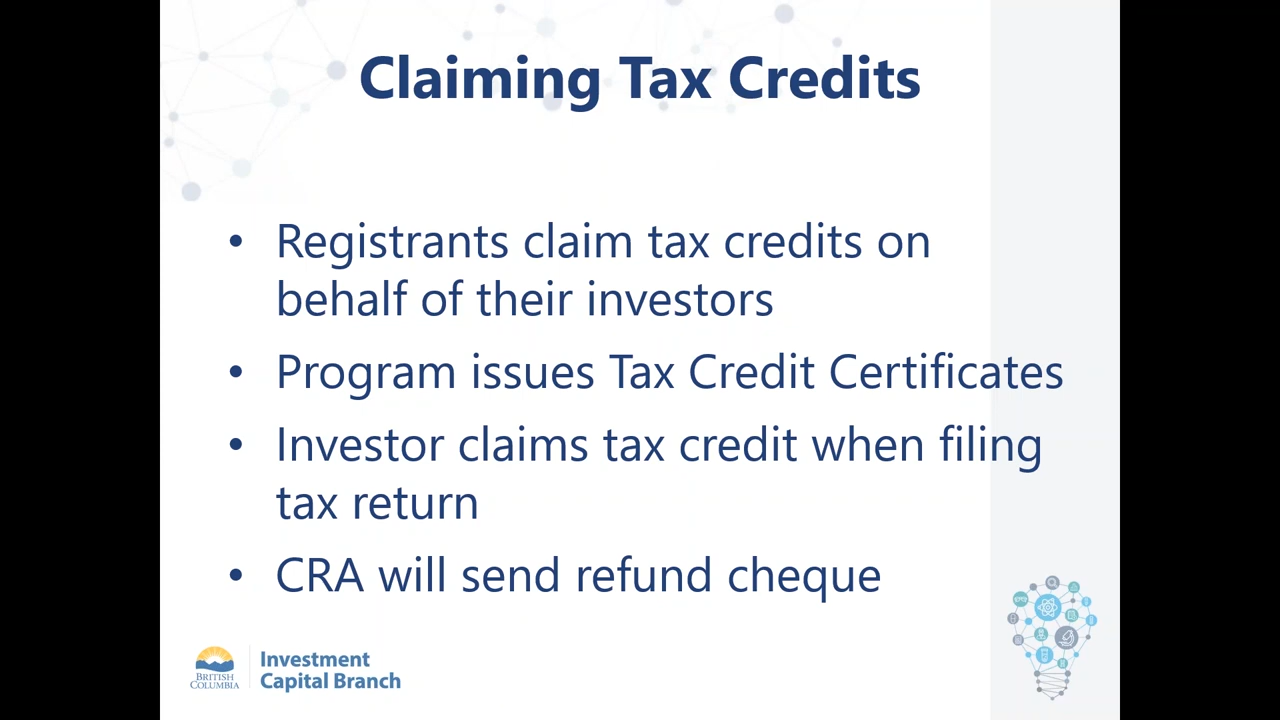 Claiming Tax Credits
• Registrants claim tax credits on
behalf of their investors
• Program issues Tax Credit Certificates
• Investor claims tax credit when filing
tax return
• CRA will send refund cheque
BRITISH
COLUMBIA
Investment
Capital Branch